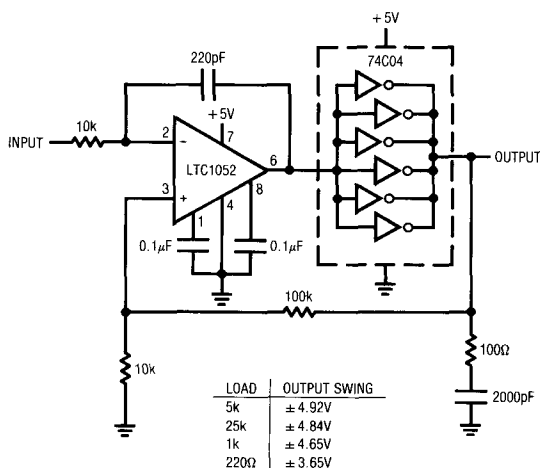 +5V
220pF
74C04
+5V
10k
INPUT
2
-
7
LTC1052
6
OUTPUT
3
+
8
1
4
0.1μF
0.1μF
100k
10k
100Ω
2000pF
LOAD OUTPUT SWING
5k ±4.92V
25k ±4.84V
1k ±4.65V
220Ω ±3.65V